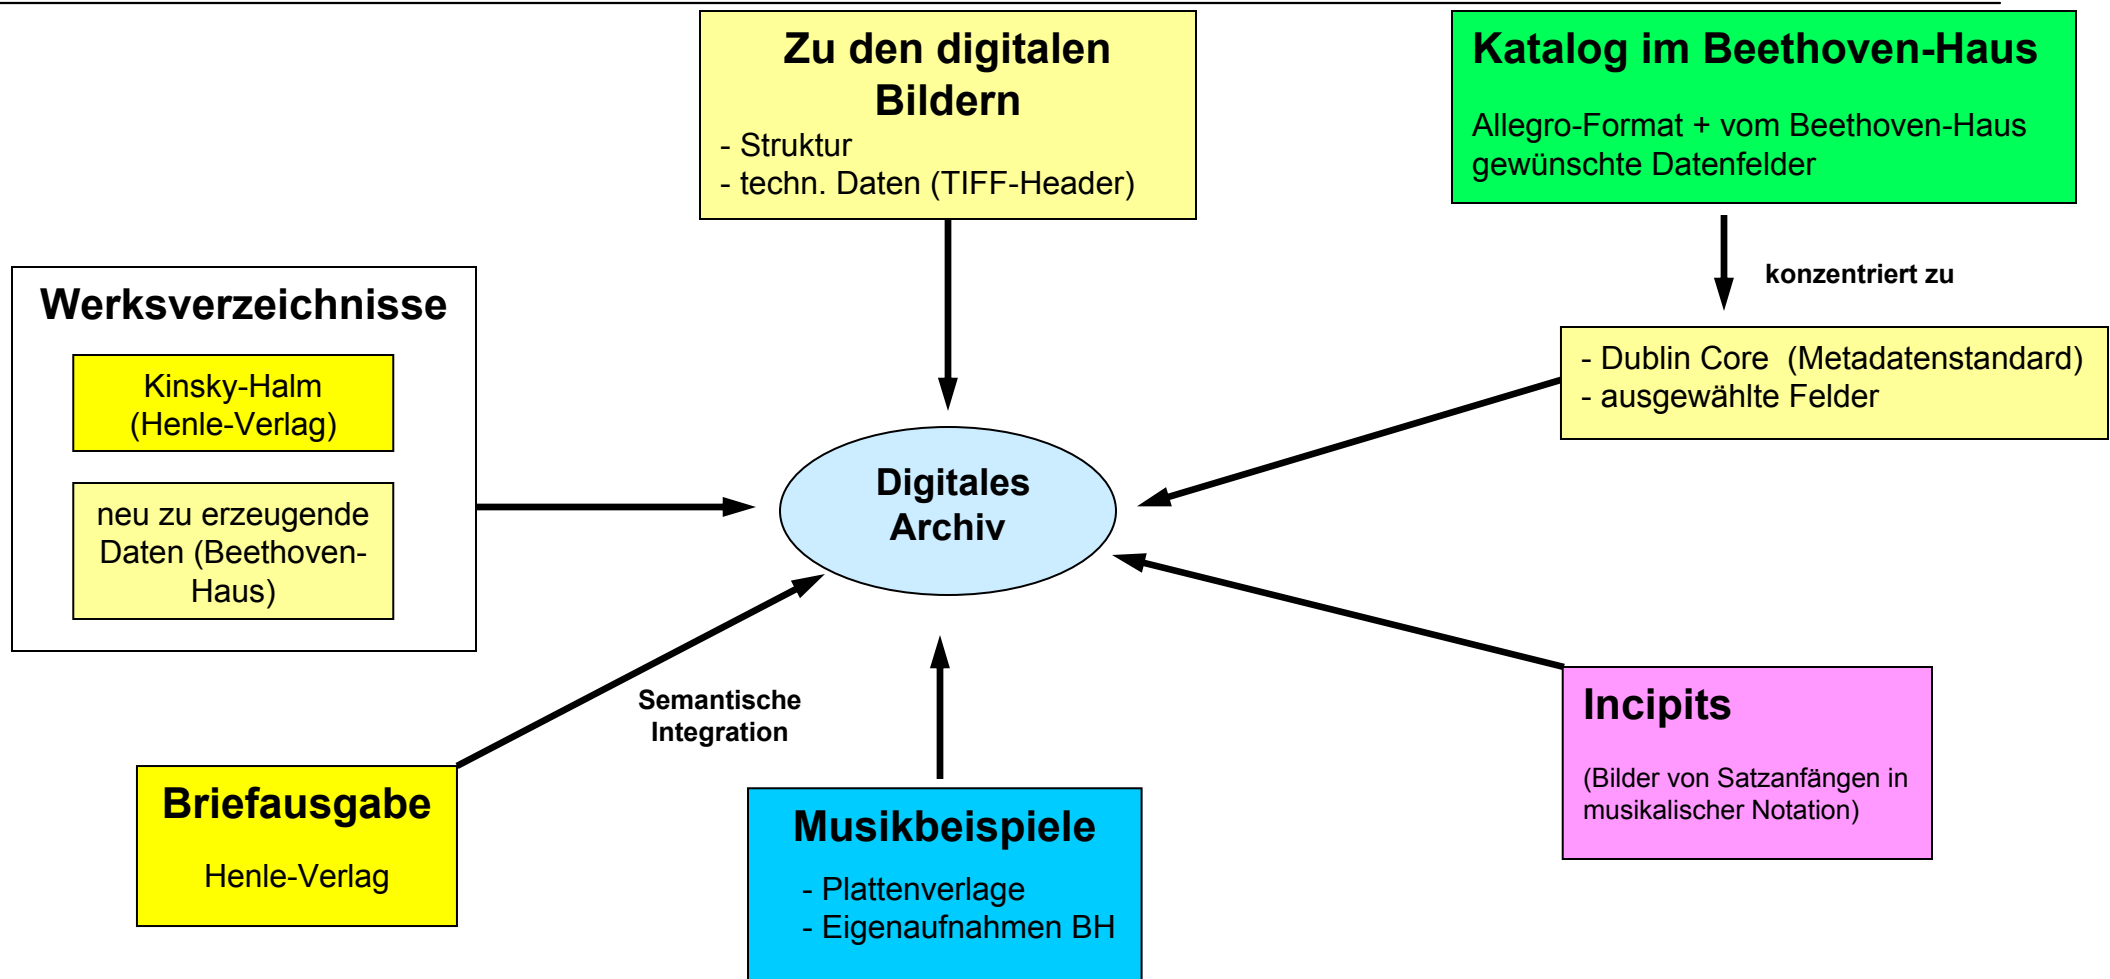 Zu den digitalen
Bildern
- Struktur
- techn. Daten (TIFF-Header)
Katalog im Beethoven-Haus
Allegro-Format + vom Beethoven-Haus
gewünschte Datenfelder
konzentriert zu
- Dublin Core  (Metadatenstandard)
- ausgewählte Felder
Werksverzeichnisse
Kinsky-Halm
(Henle-Verlag)
neu zu erzeugende
Daten (Beethoven-
Haus)
Digitales
Archiv
Semantische
Integration
Briefausgabe
Henle-Verlag
Musikbeispiele
- Plattenverlage
- Eigenaufnahmen BH
Incipits
(Bilder von Satzanfängen in
musikalischer Notation)